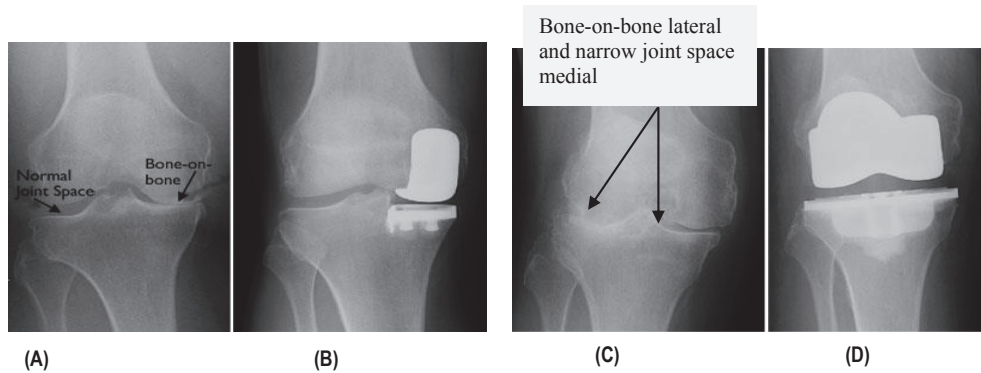 Bone-on-bone lateral
and narrow joint space
medial
Normal
Joint Space
Bone-on-
bone
(A)
(B)
(C)
(D)